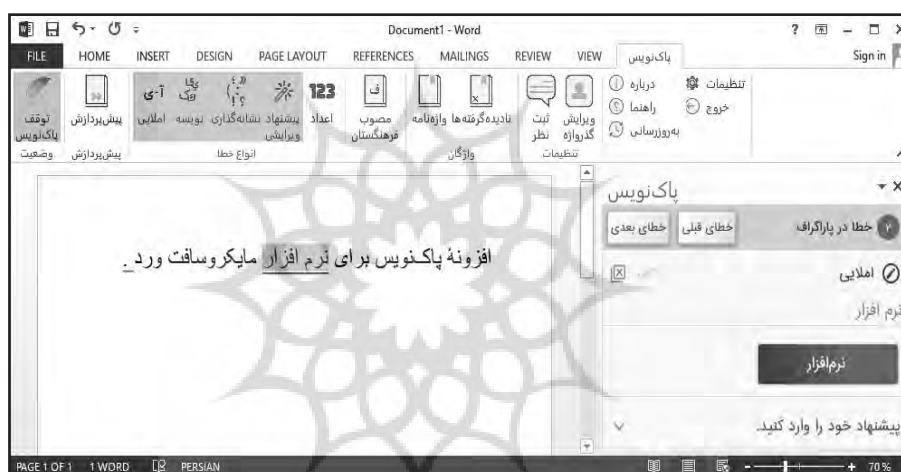 Document1 - Word
FILE HOME INSERT DESIGN PAGE LAYOUT REFERENCES MAILINGS REVIEW VIEW پاک‌نویس Sign in
توقف پاک‌نویس
وضعیت
پیش‌پردازش
پیش‌پردازش
آ-ی
املایی
نویسه
نشانه‌گذاری
پیشنهاد ویرایشی
123
اعداد
انواع خطا
ف
مصوب فرهنگستان
واژه‌نامه
نادیده‌گرفته‌ها
واژگان
ثبت نظر
ویرایش گذرواژه
درباره
راهنما
به‌روزرسانی
تنظیمات
خروج
تنظیمات
افزونهٔ پاک‌نویس برای نرم افزار مایکروسافت ورد .
پاک‌نویس
۲ خطا در پاراگراف
خطای قبلی
خطای بعدی
املایی
نرم افزار
نرم‌افزار
پیشنهاد خود را وارد کنید.
PAGE 1 OF 1 1 WORD PERSIAN 70%